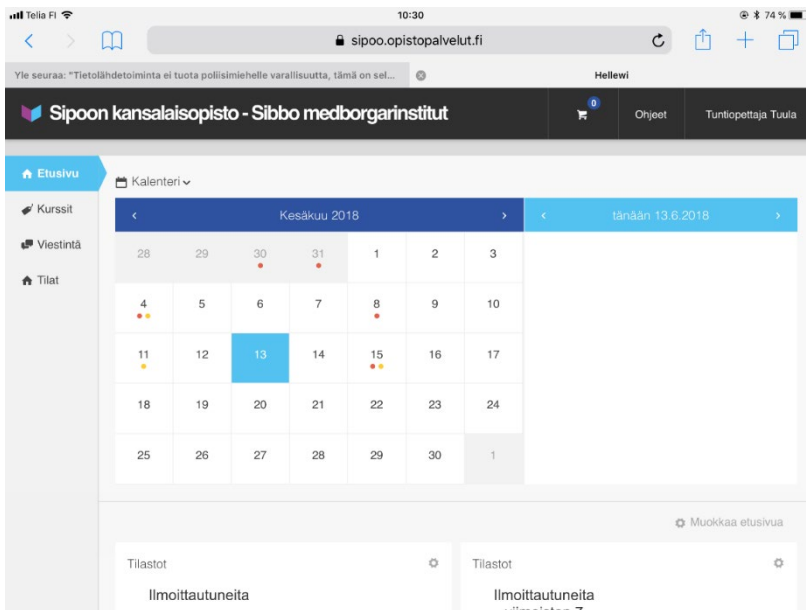 Telia FI
10:30
74 %
sipoo.opistopalvelut.fi
Yle seuraa: "Tietolähdetoiminta ei tuota poliisimiehelle varallisuutta, tämä on sel...
Hellewi
Sipoon kansalaisopisto - Sibbo medborgarinstitut
0
Ohjeet
Tuntiopettaja Tuula
Etusivu
Kurssit
Viestintä
Tilat
Kalenteri
Kesäkuu 2018
tänään 13.6.2018
28 29 30 31 1 2 3
4 5 6 7 8 9 10
11 12 13 14 15 16 17
18 19 20 21 22 23 24
25 26 27 28 29 30 1
Muokkaa etusivua
Tilastot
Ilmoittautuneita
Tilastot
Ilmoittautuneita